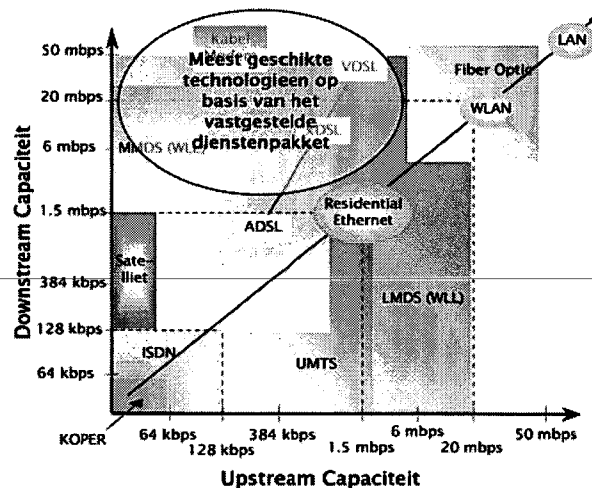 50 mbps
20 mbps
6 mbps
1.5 mbps
384 kbps
128 kbps
64 kbps
Downstream Capaciteit
Kabel
Modem
Meest geschikte
technologieen op
basis van het
vastgestelde
dienstenpakket
VDSL
XDSL
MMDS (WLL)
Fiber Optic
LAN
WLAN
Residential
Ethernet
ADSL
Sate-
lliet
LMDS (WLL)
ISDN
UMTS
KOPER
64 kbps
128 kbps
384 kbps
1.5 mbps
6 mbps
20 mbps
50 mbps
Upstream Capaciteit